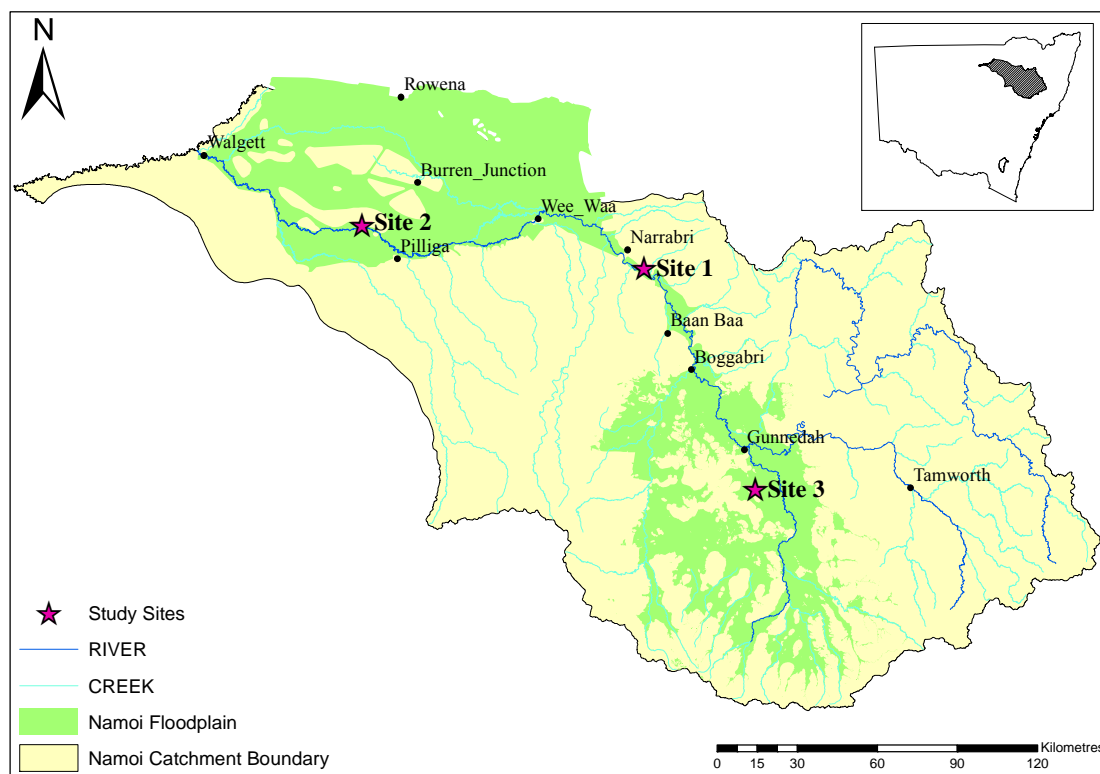 N
Rowena
Walgett
Burren_Junction
Wee_Waa
Site 2
Pilliga
Narrabri
Site 1
Baan Baa
Boggabri
Gunnedah
Site 3
Tamworth
Study Sites
RIVER
CREEK
Namoi Floodplain
Namoi Catchment Boundary
Kilometres
0 15 30 60 90 120